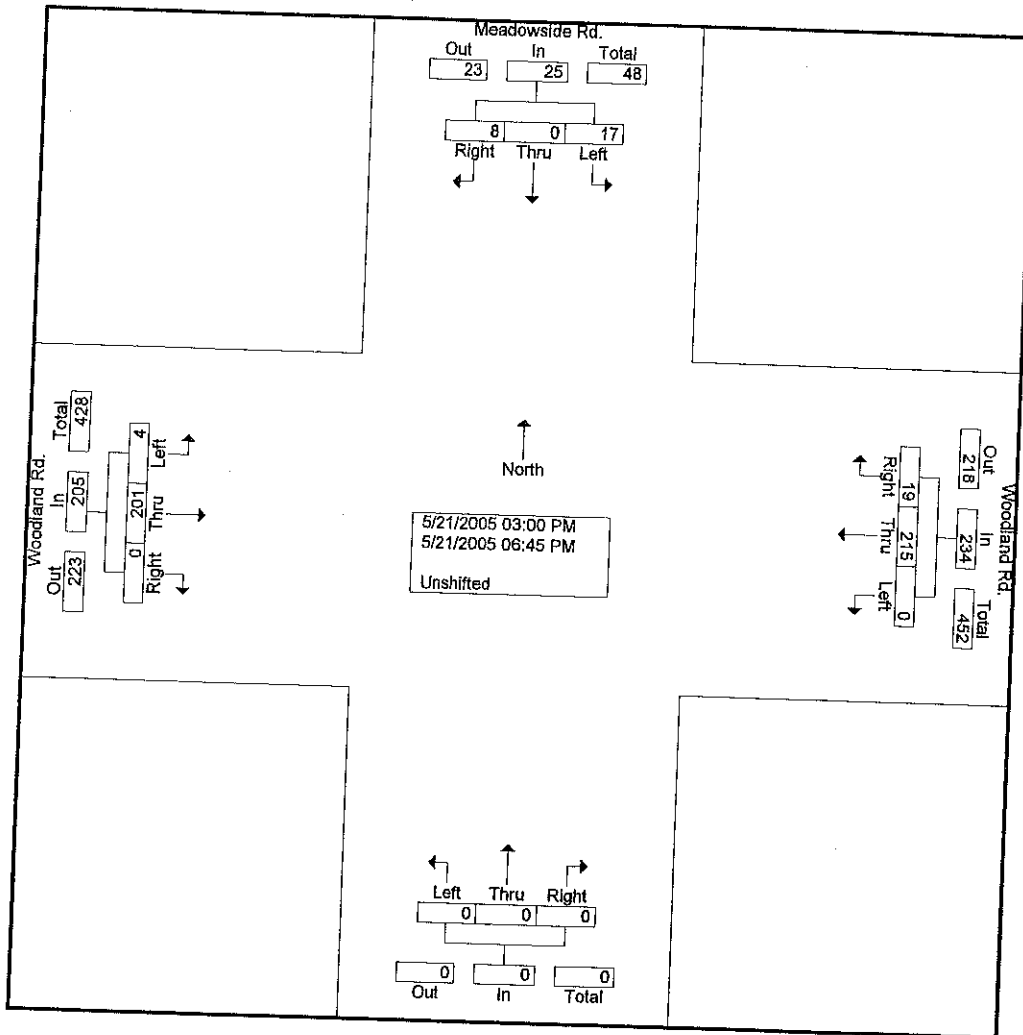 Meadowside Rd.
Out In Total
23 25 48
8 0 17
Right Thru Left
Woodland Rd.
Total In Out
428 205 223
4 201 0
Left Thru Right
North
5/21/2005 03:00 PM
5/21/2005 06:45 PM
Unshifted
Woodland Rd.
Out In Total
218 234 452
19 215 0
Right Thru Left
Left Thru Right
0 0 0
0 0 0
Out In Total